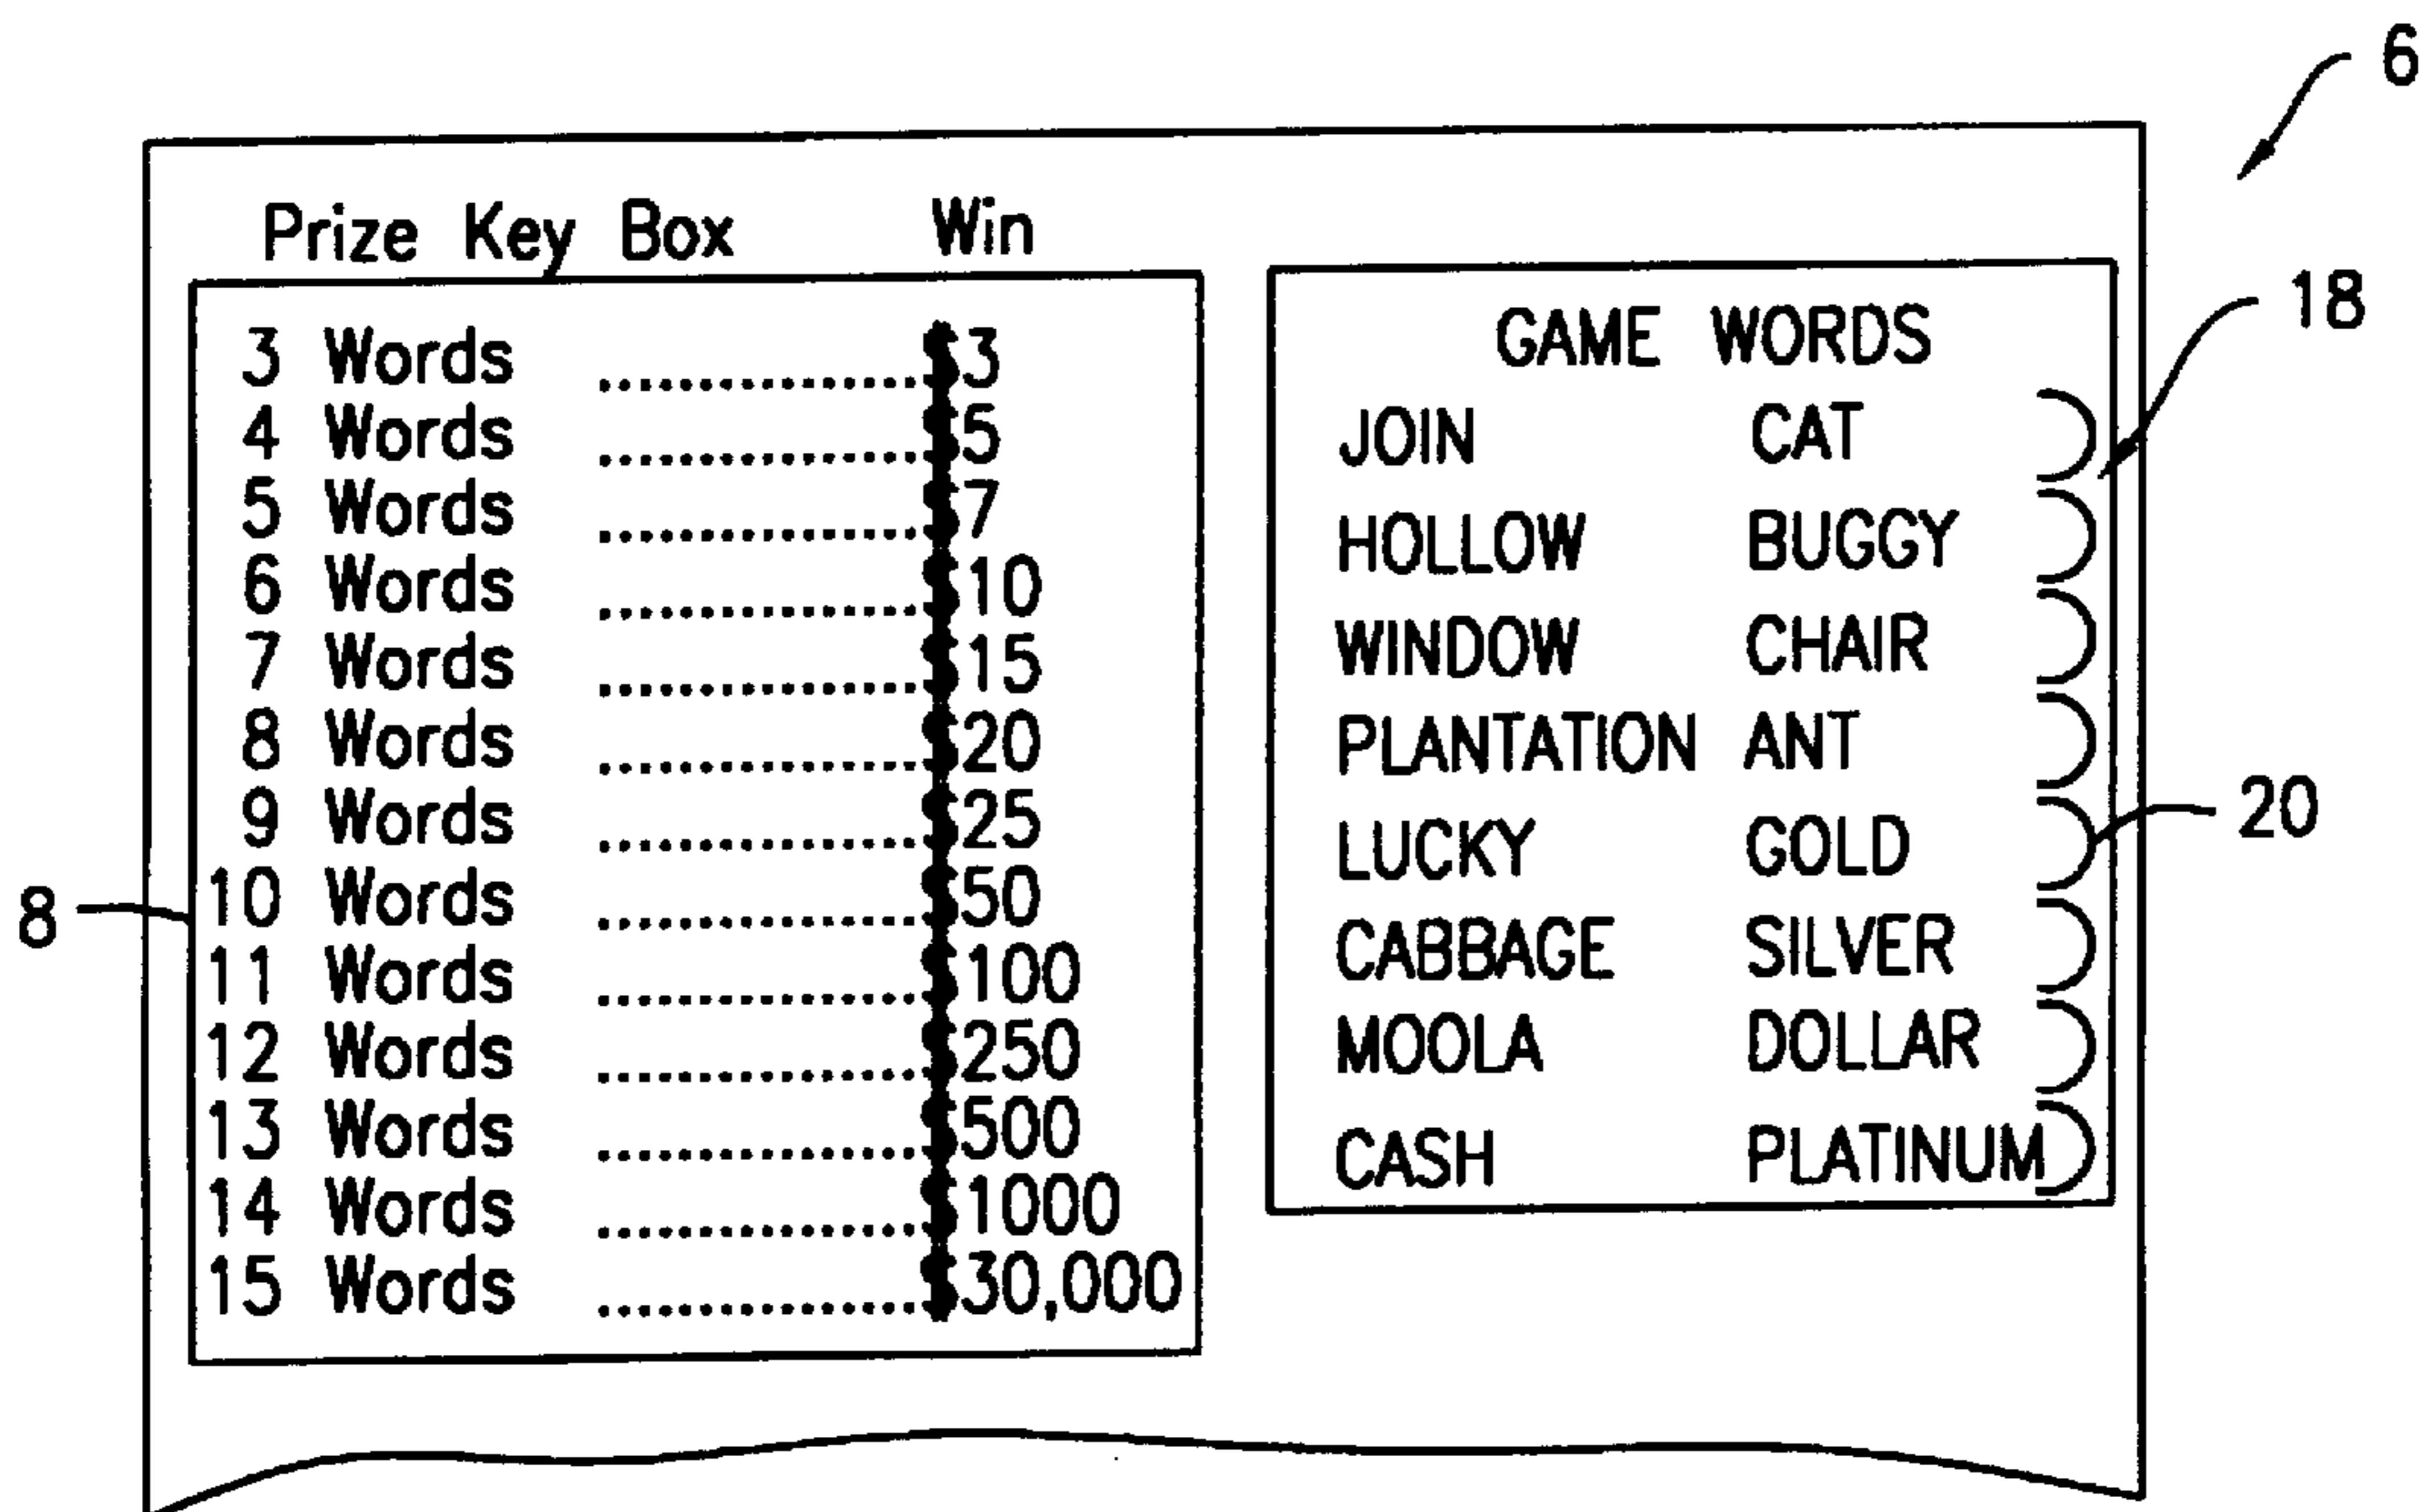 6
Prize Key Box Win
3 Words ................ $3
4 Words ................ $5
5 Words ................ $7
6 Words ................ $10
7 Words ................ $15
8 Words ................ $20
9 Words ................ $25
10 Words ................ $50
11 Words ................ $100
12 Words ................ $250
13 Words ................ $500
14 Words ................ $1000
15 Words ................ $30,000
8
GAME WORDS
JOIN CAT
HOLLOW BUGGY
WINDOW CHAIR
PLANTATION ANT
LUCKY GOLD
CABBAGE SILVER
MOOLA DOLLAR
CASH PLATINUM
18
20